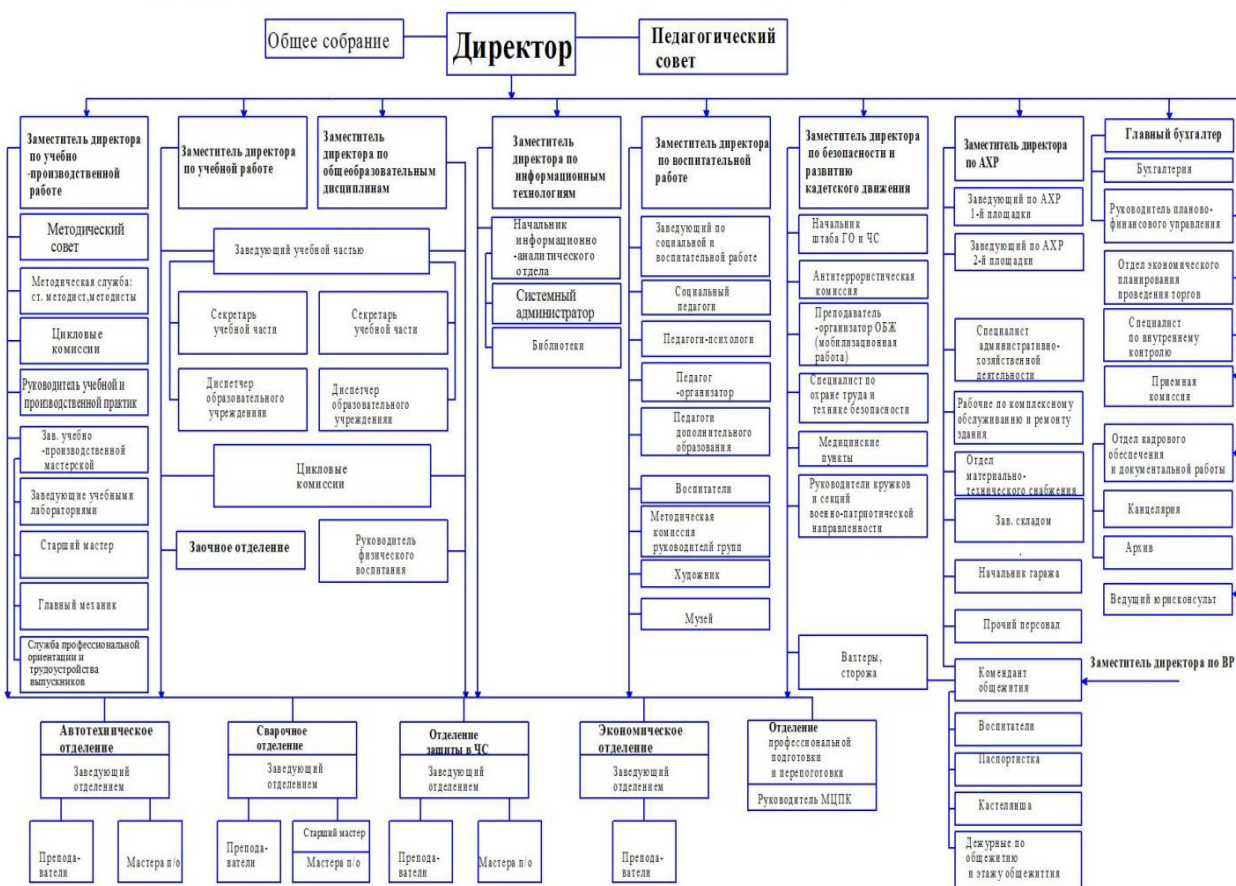 Общее собрание
Директор
Педагогический
совет
Заместитель директора
по учебно
-производственной
работе
Заместитель директора
по учебной работе
Заместитель
директора по
общеобразовательным
дисциплинам
Заместитель
директора по
информационным
технологиям
Заместитель директора
по воспитательной
работе
Заместитель директора
по безопасности и
развитию
кадетского движения
Заместитель директора
по АХР
Главный бухгалтер
Методический
совет
Методическая служба:
ст. методист,методисты
Цикловые
комиссии
Руководитель учебной и
производственной практик
Зав. учебно
-производственной
мастерской
Заведующие учебными
лабораториями
Старший мастер
Главный механик
Служба профессиональной
ориентации и
трудоустройства
выпускников
Заведующий учебной частью
Секретарь
учебной части
Секретарь
учебной части
Диспетчер
образовательного
учреждения
Диспетчер
образовательного
учреждения
Цикловые
комиссии
Заочное отделение
Руководитель
физического
воспитания
Начальник
информационно
-аналитического
отдела
Системный
администратор
Библиотеки
Заведующий по
социальной и
воспитательной работе
Социальный
педагоги
Педагоги-психологи
Педагог
-организатор
Педагоги
дополнительного
образования
Воспитатели
Методическая
комиссия
руководителй групп
Художник
Музей
Начальник
штаба ГО и ЧС
Антитеррористическая
комиссия
Преподаватель
-организатор ОБЖ
(мобилизационная
работа)
Специалист по
охране труда и
технике безопасности
Медицинские
пункты
Руководители кружков
и секций
военно-патриотической
направленности
Вахтеры,
сторожа
Заведующий по АХР
1-й площадки
Заведующий по АХР
2-й площадки
Специалист
административно-
хозяйственной
деятельности
Рабочие по комплексному
обслуживанию и ремонту
здания
Отдел
материально-
технического снабжения
Зав. складом
Начальник гаража
Прочий персонал
Комендант
общежития
Воспитатели
Паспортистка
Кастелянша
Дежурные по
общежитию
и этажу общежиттия
Бухгалтерия
Руководитель планово-
финансового управления
Отдел экономического
планирования
проведения торгов
Специалист
по внутреннему
контролю
Приемная
комиссия
Отдел кадрового
обеспечения
и документальной работы
Канцелярия
Архив
Ведущий юрисконсульт
Заместитель директора по ВР
Автотехническое
отделение
Заведующий
отделением
Препода-
ватели
Мастера п/о
Сварочное
отделение
Заведующий
отделением
Препода-
ватели
Старший мастер
Мастера п/о
Отделение
защиты в ЧС
Заведующий
отделением
Препода-
ватели
Мастера п/о
Экономическое
отделение
Заведующий
отделением
Препода-
ватели
Отделение
профессиональной
подготовки
и перепоготовки
Руководитель МЦПК